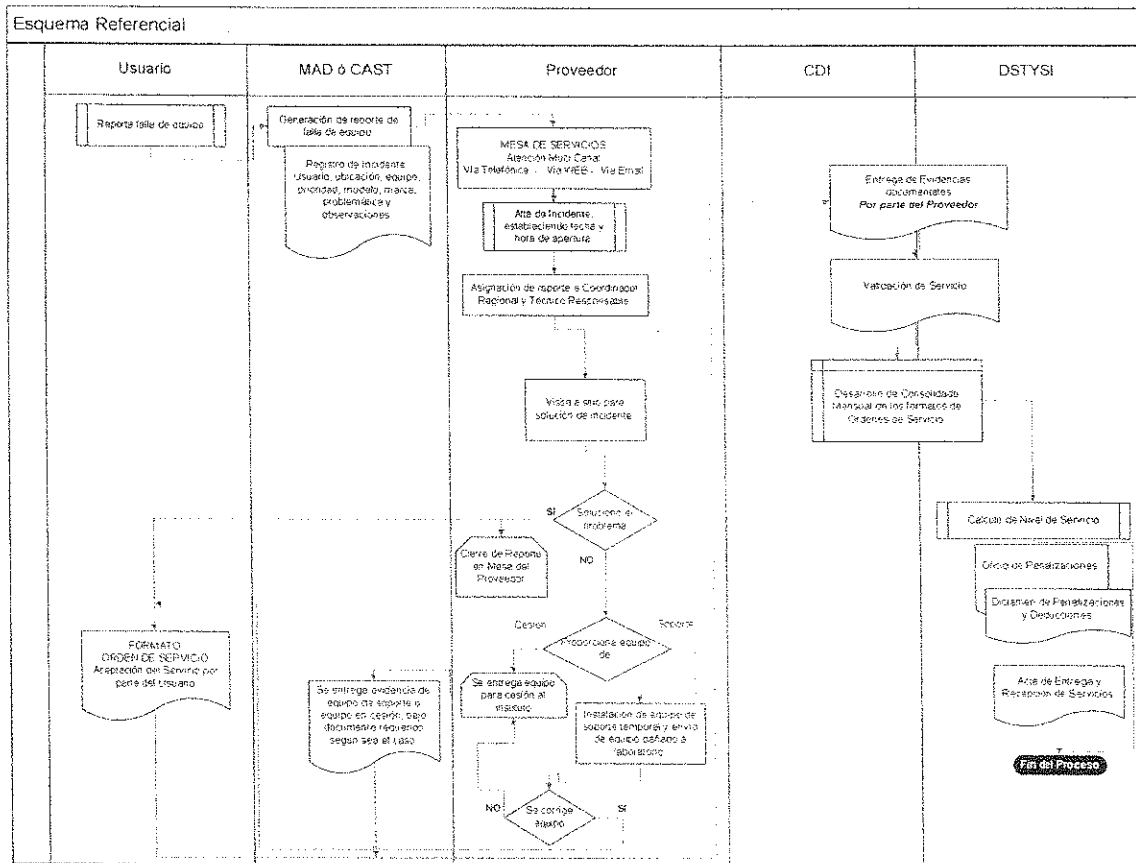 Esquema Referencial
Usuario
MAD ó CAST
Proveedor
CDI
DSTYSI
Reporte falla de equipo
Generación de reporte de
falla de equipo
Registro de Incidente
Usuario, ubicación, equipo,
prioridad, modelo, marca,
problemática y
observaciones
MESA DE SERVICIOS
Atención Multi Canal
Vía Telefónica - Vía WEB - Vía Email
Alta de Incidente,
estableciendo fecha y
hora de apertura
Asignación de reporte a Coordinador
Regional y Técnico Responsable
Visita a sitio para
solución de incidente
Entrega de Evidencias
documentales
Por parte del Proveedor
Validación de Servicio
Desarrollo de Consolidado
Mensual de los formatos de
Ordenes de Servicio
Soluciono el
problema
SI
NO
Cierre de Reporte
en Mesa del
Proveedor
Cálculo de Nivel de Servicio
Oficio de Penalizaciones
Dictamen de Penalizaciones
y Deducciones
Acta de Entrega y
Recepción de Servicios
Fin del Proceso
FORMATO
ORDEN DE SERVICIO
Aceptación del Servicio por
parte del Usuario
Se entrega evidencia de
equipo de soporte o
equipo en cesión, bajo
documento requerido
según sea el caso
Cesión
Soporte
Proporciona equipo
de
Se entrega equipo
para cesión al
Instituto
Instalación de equipo de
soporte temporal y envío
de equipo dañado a
laboratorio
NO
Se corrige
equipo
SI